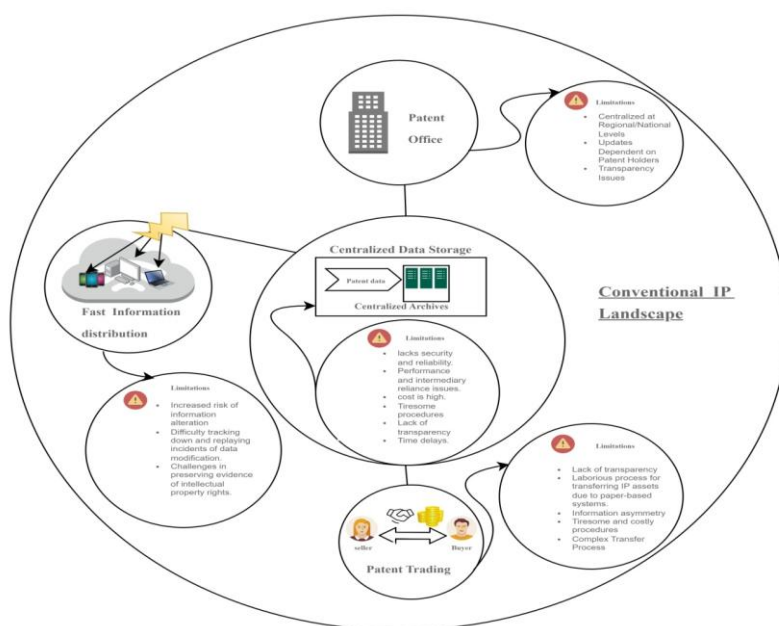 Patent
Office
Limitations
• Centralized at
Regional/National
Levels
• Updates
Dependent on
Patent Holders
• Transparency
Issues
Centralized Data Storage
Patent data
Centralized Archives
Limitations
• lacks security
and reliability.
• Performance
and intermediary
reliance issues.
• cost is high.
• Tiresome
procedures
• Lack of
transparency
• Time delays.
Fast Information
distribution
Limitations
• Increased risk of
information
alteration
• Difficulty tracking
down and replaying
incidents of data
modification.
• Challenges in
preserving evidence
of intellectual
property rights.
Conventional IP
Landscape
Limitations
• Lack of transparency
• Laborious process for
transferring IP assets
due to paper-based
systems.
• Information asymmetry
• Tiresome and costly
procedures
• Complex Transfer
Process
seller
Buyer
Patent Trading